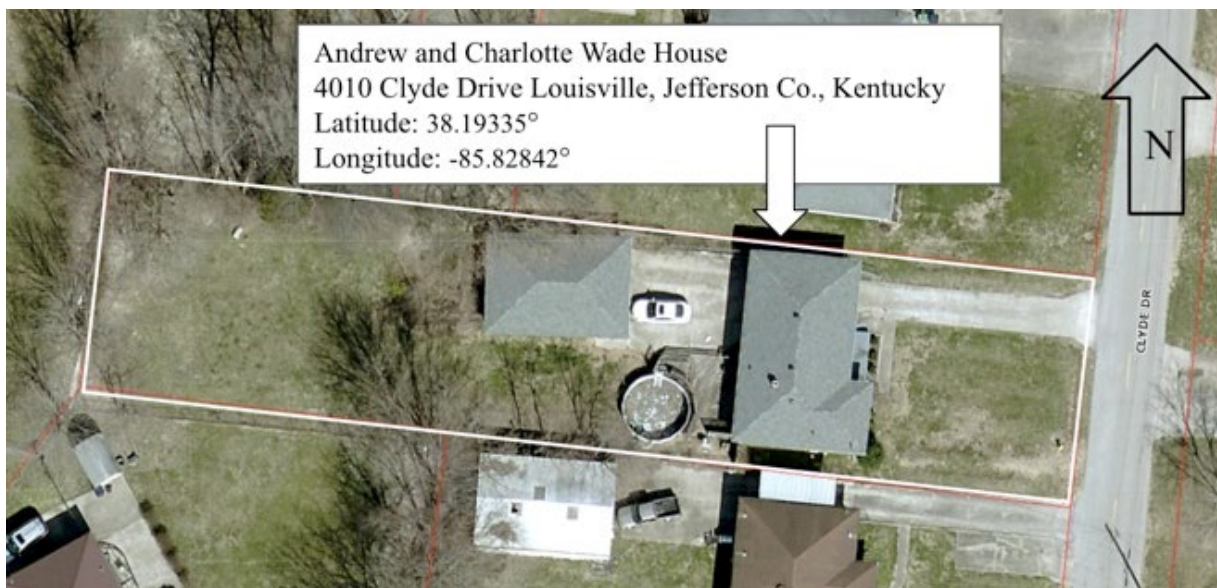 Andrew and Charlotte Wade House
4010 Clyde Drive Louisville, Jefferson Co., Kentucky
Latitude: 38.19335°
Longitude: -85.82842°
N
CLYDE DR